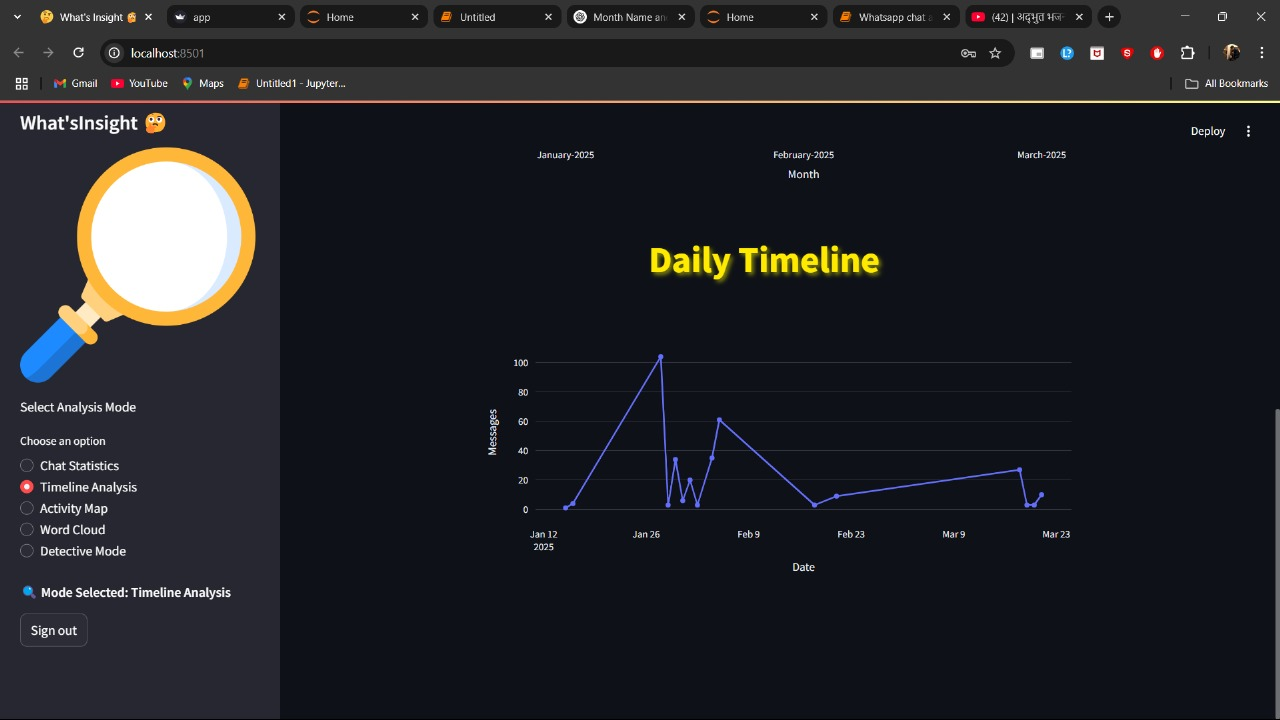 What's Insight 🤔
app
Home
Untitled
Month Name an
Home
Whatsapp chat a
(42) | अद्भुत भज
localhost:8501
Gmail
YouTube
Maps
Untitled1 - Jupyter...
All Bookmarks
What'sInsight 🤔
Select Analysis Mode
Choose an option
Chat Statistics
Timeline Analysis
Activity Map
Word Cloud
Detective Mode
🔍 Mode Selected: Timeline Analysis
Sign out
Deploy
January-2025 February-2025 March-2025
Month
Daily Timeline
100
80
60
40
20
0
Messages
Jan 12 Jan 26 Feb 9 Feb 23 Mar 9 Mar 23
2025
Date